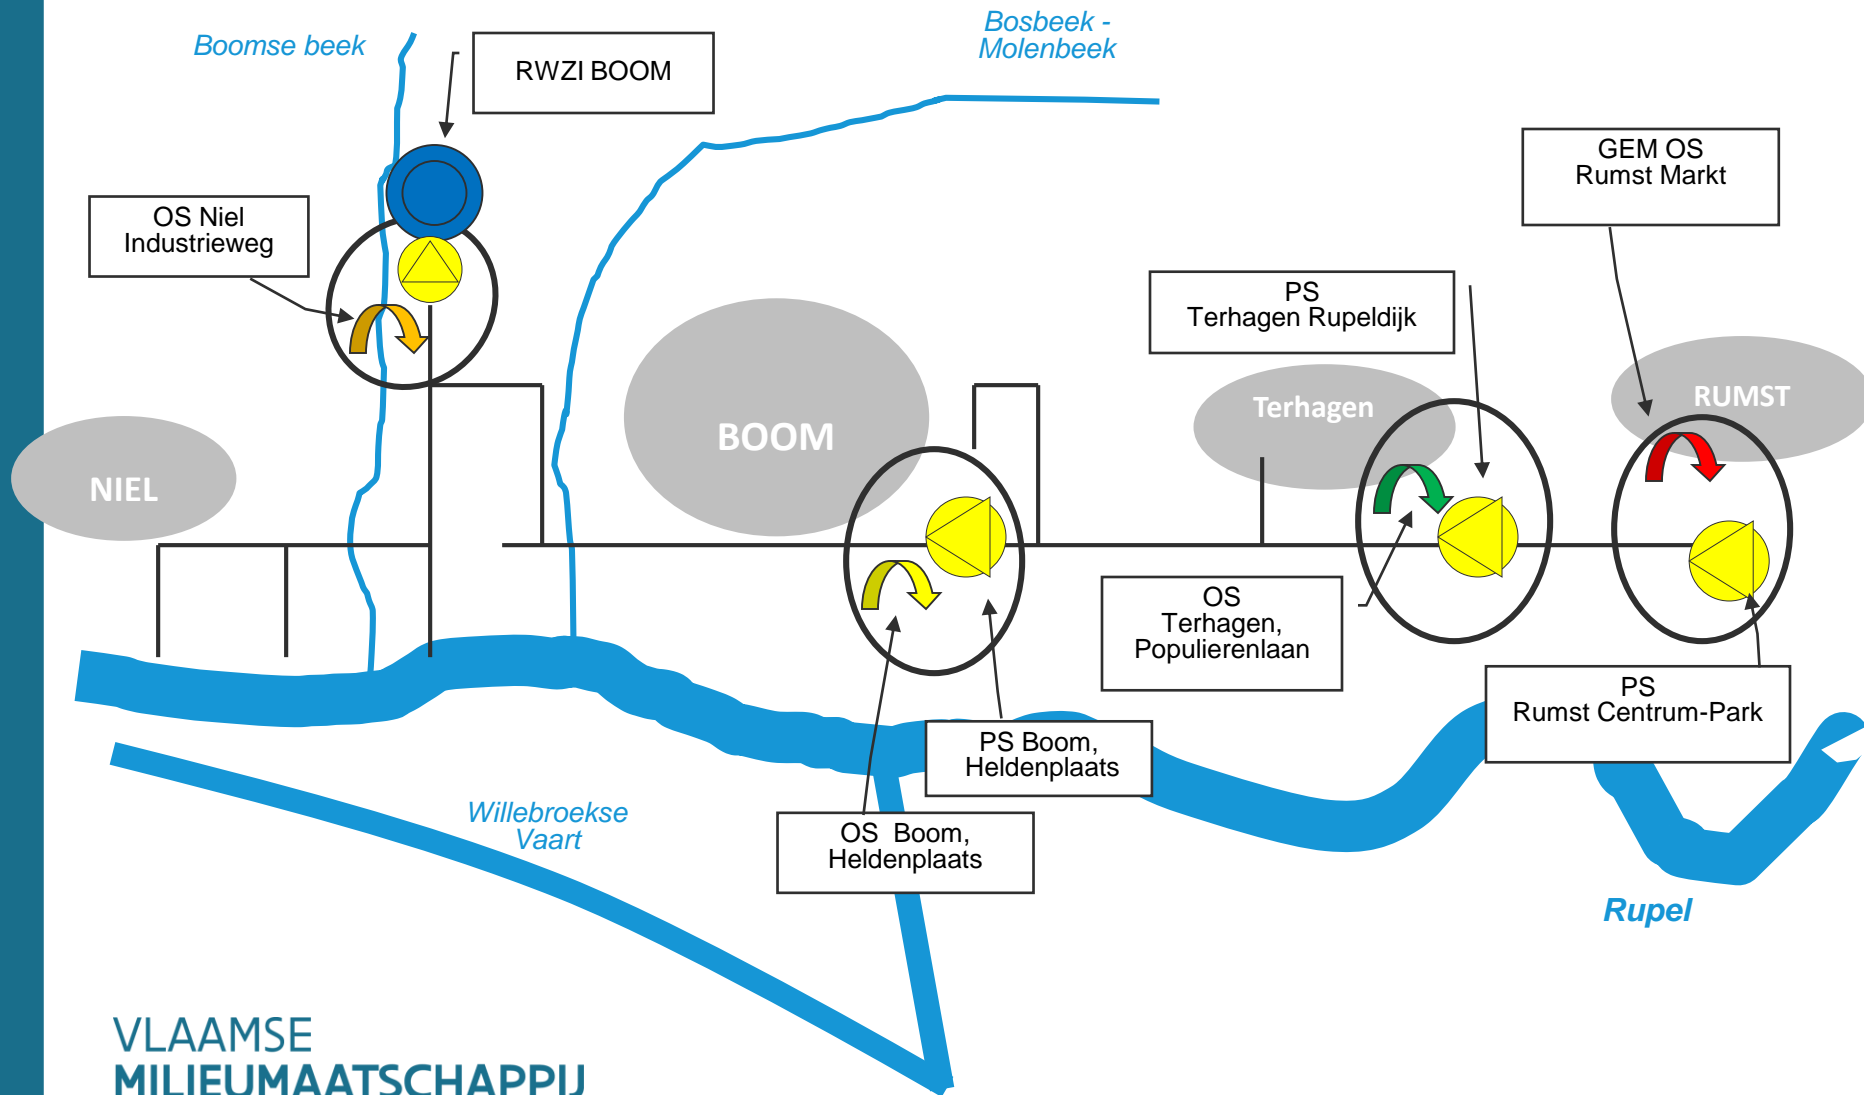 Boomse beek
Bosbeek -
Molenbeek
RWZI BOOM
GEM OS
Rumst Markt
OS Niel
Industrieweg
PS
Terhagen Rupeldijk
RUMST
Terhagen
BOOM
NIEL
OS
Terhagen,
Populierenlaan
PS
Rumst Centrum-Park
PS Boom,
Heldenplaats
Willebroekse
Vaart
OS  Boom,
Heldenplaats
Rupel
VLAAMSE
MILIEUMAATSCHAPPIJ